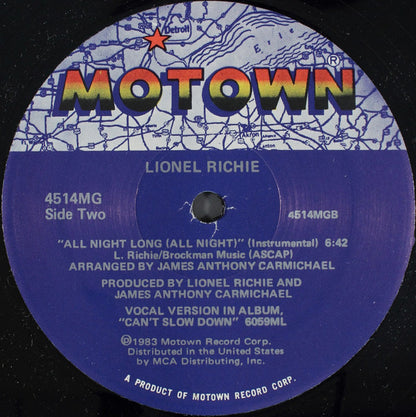 Detroit
Erie
MOTOWN®
Akron
LIONEL RICHIE
4514MG
Side Two
4514MGB
"ALL NIGHT LONG (ALL NIGHT)" (Instrumental) 6:42
L. Richie/Brockman Music (ASCAP)
ARRANGED BY JAMES ANTHONY CARMICHAEL
PRODUCED BY LIONEL RICHIE AND
JAMES ANTHONY CARMICHAEL
VOCAL VERSION IN ALBUM,
"CAN'T SLOW DOWN" 6059ML
℗1983 Motown Record Corp.
Distributed in the United States
by MCA Distributing, Inc.
A PRODUCT OF MOTOWN RECORD CORP.